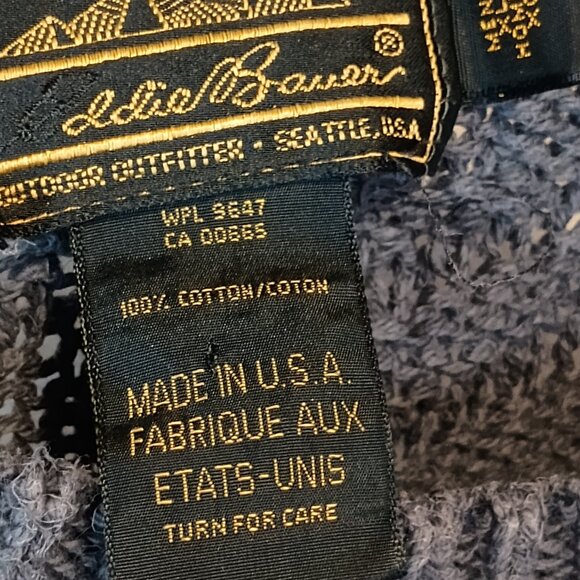 Eddie Bauer®
OUTDOOR OUTFITTER • SEATTLE, USA
WPL 9647
CA 00665
100% COTTON/COTON
MADE IN U.S.A.
FABRIQUE AUX
ETATS-UNIS
TURN FOR CARE